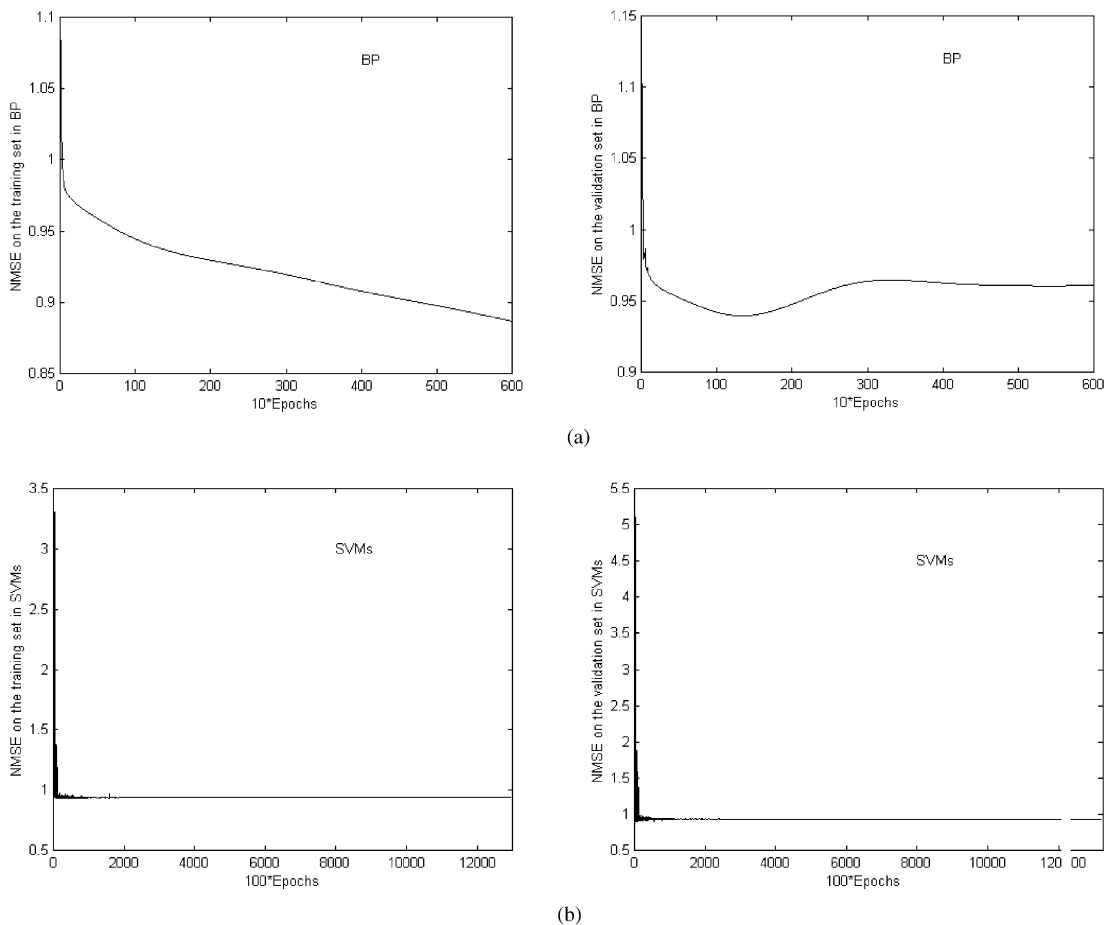 1.1
1.05
1
0.95
0.9
0.85
NMSE on the training set in BP
BP
0 100 200 300 400 500 600
10*Epochs
1.15
1.1
1.05
1
0.95
0.9
NMSE on the validation set in BP
BP
0 100 200 300 400 500 600
10*Epochs
(a)
3.5
3
2.5
2
1.5
1
0.5
NMSE on the training set in SVMs
SVMs
0 2000 4000 6000 8000 10000 12000
100*Epochs
5.5
5
4.5
4
3.5
3
2.5
2
1.5
1
0.5
NMSE on the validation set in SVMs
SVMs
0 2000 4000 6000 8000 10000 120 00
100*Epochs
(b)